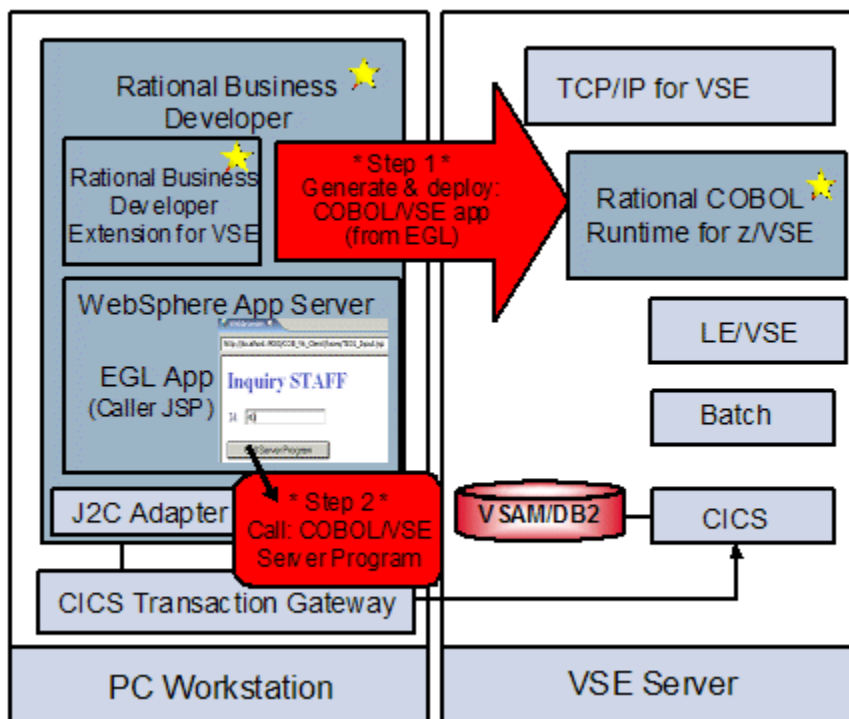 Rational Business
Developer
Rational Business
Developer
Extension for VSE
* Step 1 *
Generate & deploy:
COBOL/VSE app
(from EGL)
TCP/IP for VSE
Rational COBOL
Runtime for z/VSE
WebSphere App Server
EGL App
(Caller JSP)
Inquiry STAFF
Server Program
LE/VSE
Batch
J2C Adapter
* Step 2 *
Call: COBOL/VSE
Server Program
VSAM/DB2
CICS
CICS Transaction Gateway
PC Workstation
VSE Server